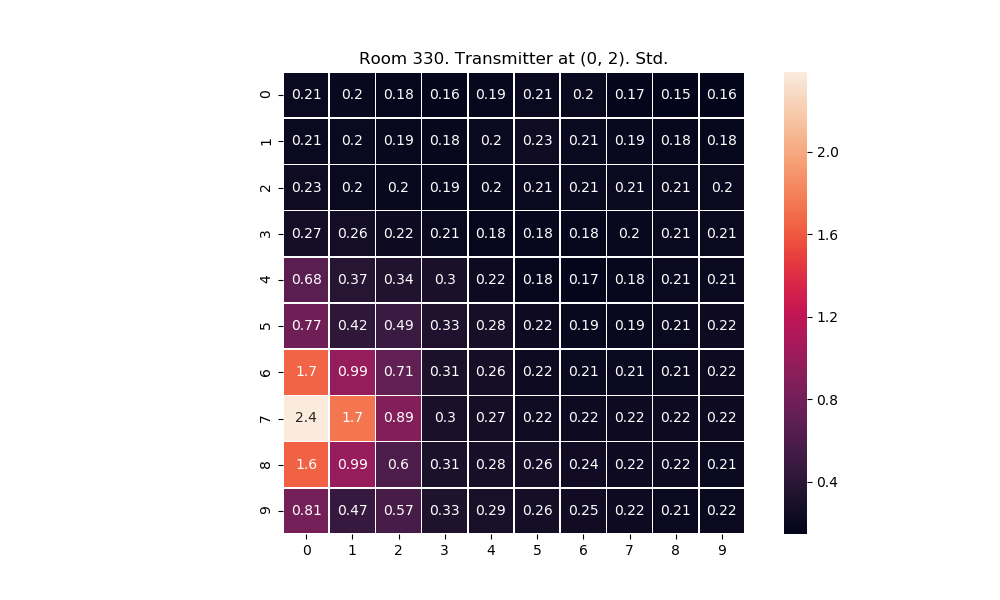 Room 330. Transmitter at (0, 2). Std.
0 0.21 0.2 0.18 0.16 0.19 0.21 0.2 0.17 0.15 0.16
1 0.21 0.2 0.19 0.18 0.2 0.23 0.21 0.19 0.18 0.18
2 0.23 0.2 0.2 0.19 0.2 0.21 0.21 0.21 0.21 0.2
3 0.27 0.26 0.22 0.21 0.18 0.18 0.18 0.2 0.21 0.21
4 0.68 0.37 0.34 0.3 0.22 0.18 0.17 0.18 0.21 0.21
5 0.77 0.42 0.49 0.33 0.28 0.22 0.19 0.19 0.21 0.22
6 1.7 0.99 0.71 0.31 0.26 0.22 0.21 0.21 0.21 0.22
7 2.4 1.7 0.89 0.3 0.27 0.22 0.22 0.22 0.22 0.22
8 1.6 0.99 0.6 0.31 0.28 0.26 0.24 0.22 0.22 0.21
9 0.81 0.47 0.57 0.33 0.29 0.26 0.25 0.22 0.21 0.22
0 1 2 3 4 5 6 7 8 9
2.0
1.6
1.2
0.8
0.4